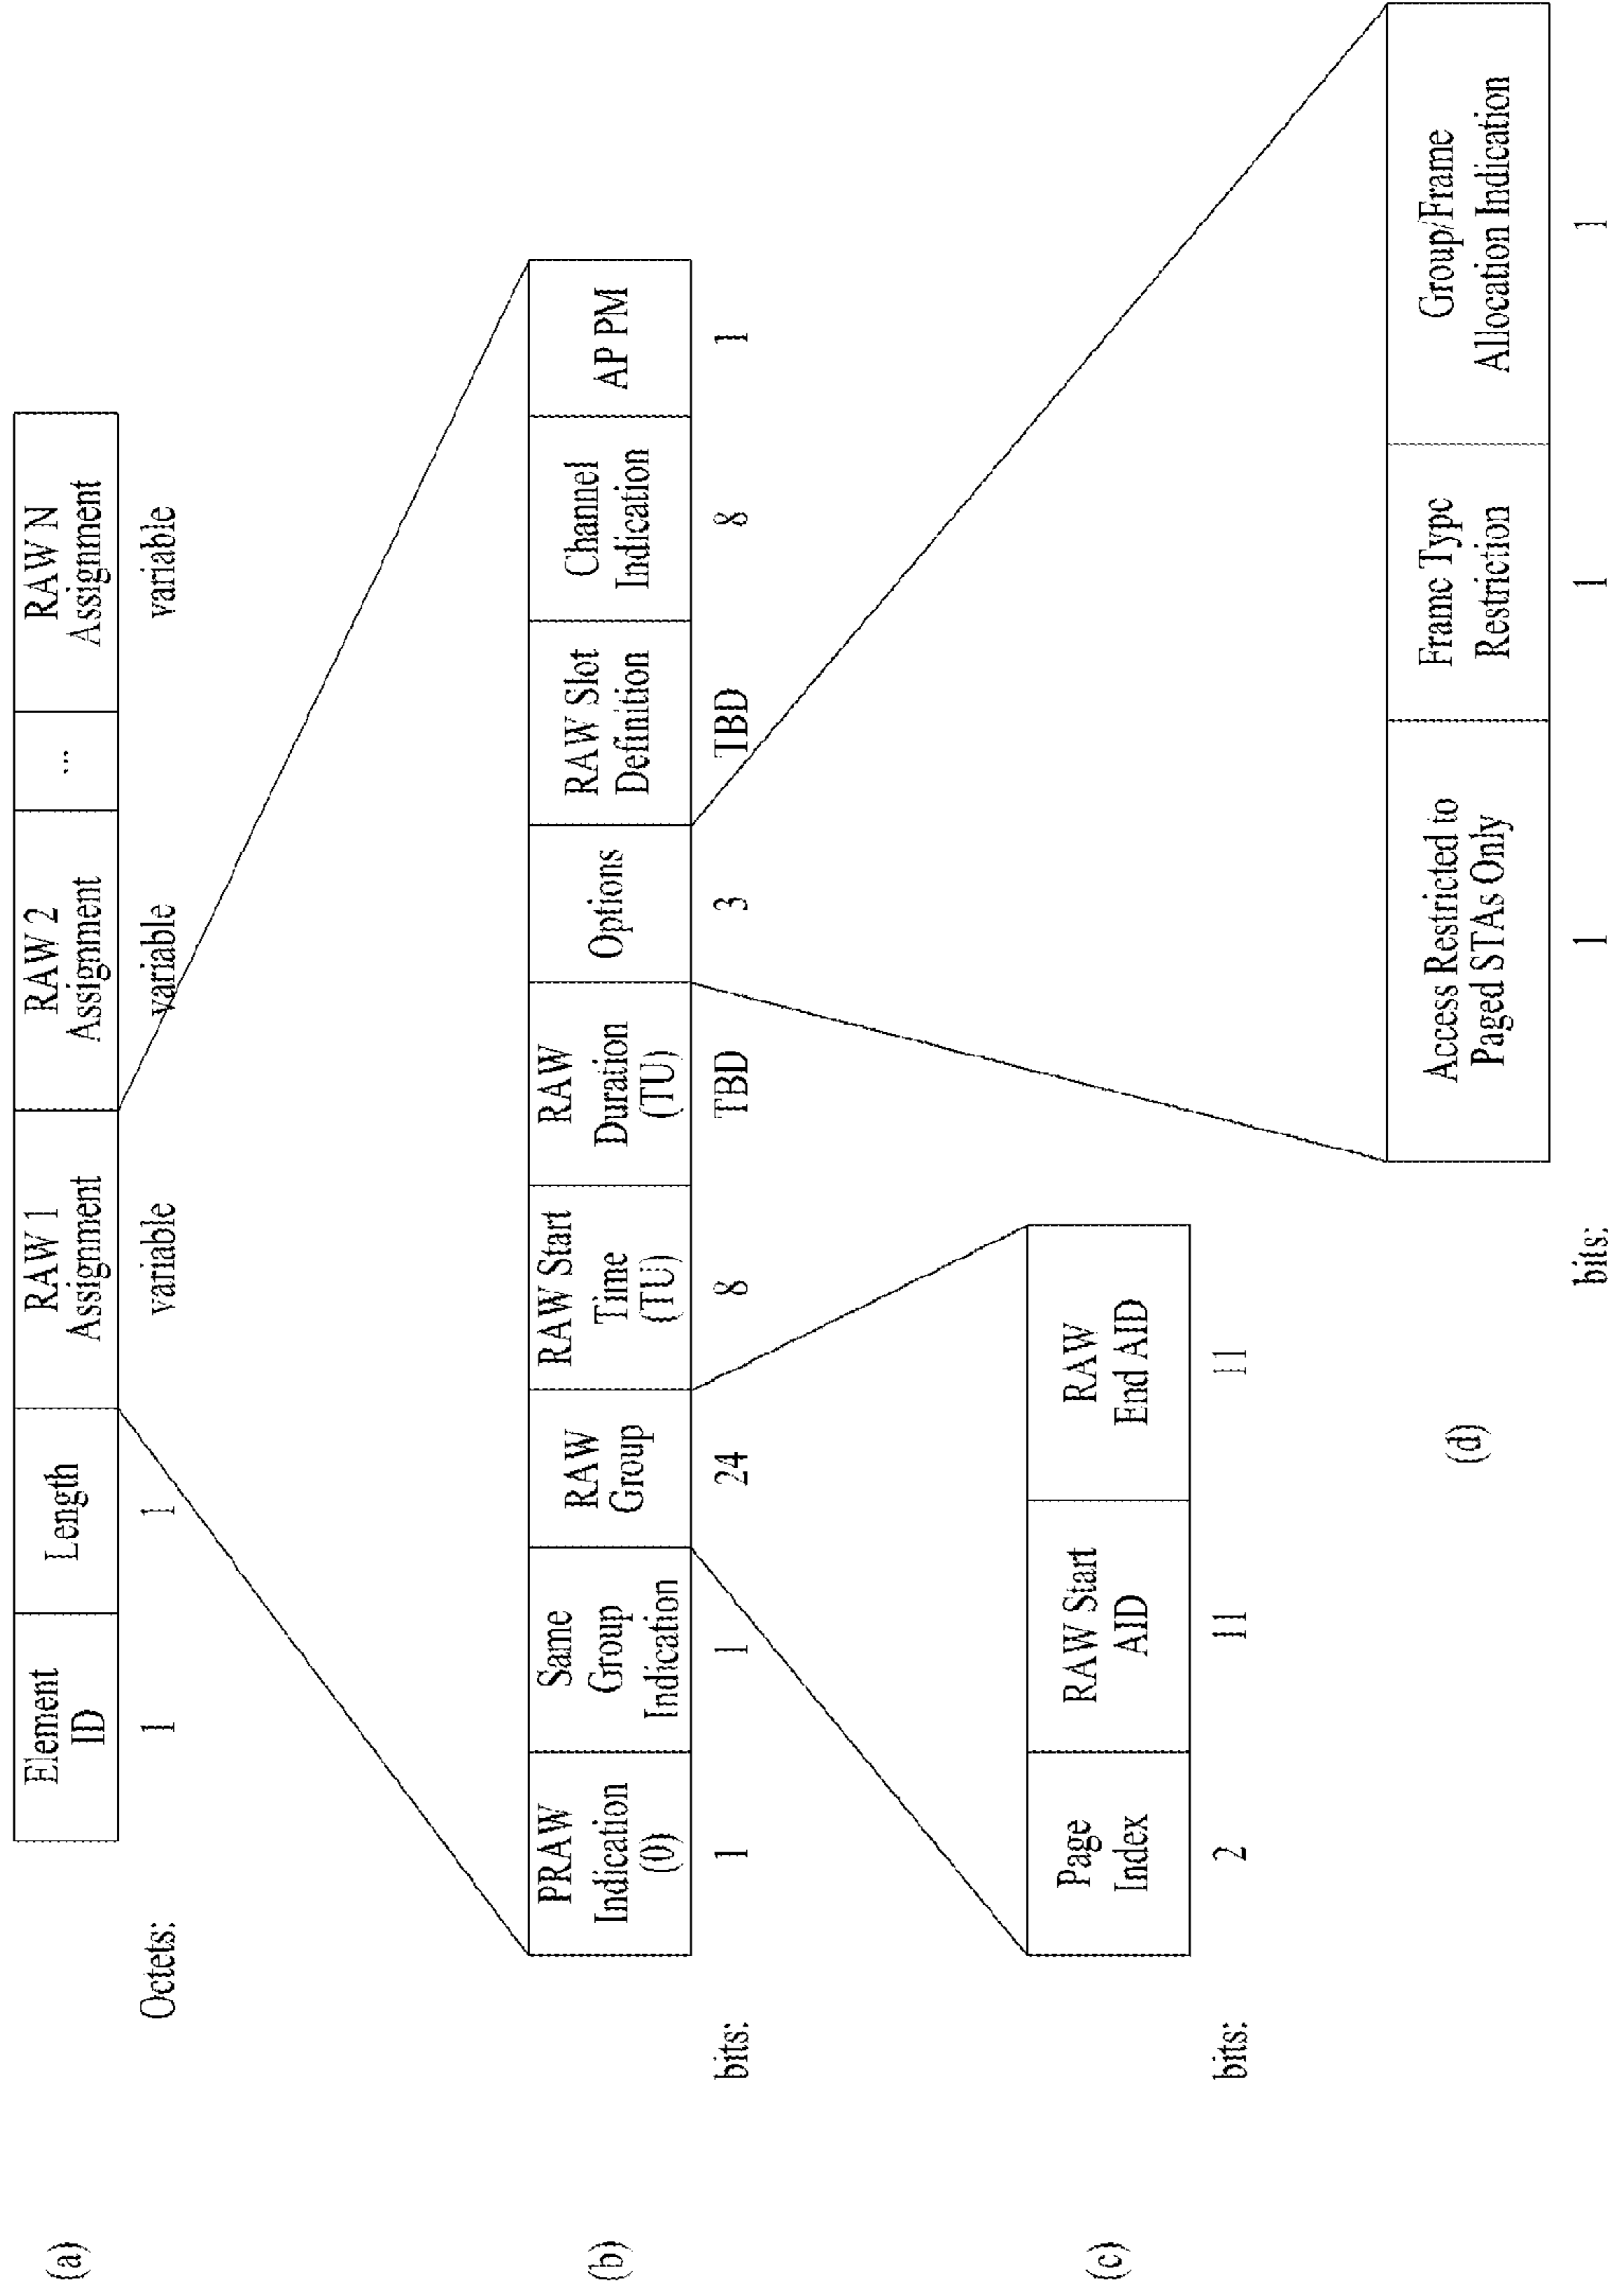 (a)
Element
ID
Length
RAW 1
Assignment
RAW 2
Assignment
...
RAW N
Assignment
Octets:
1
1
variable
variable
variable
(b)
PRAW
Indication
(0)
Same
Group
Indication
RAW
Group
RAW Start
Time
(TU)
RAW
Duration
(TU)
Options
RAW Slot
Definition
Channel
Indication
AP PM
bits:
1
1
24
8
TBD
3
TBD
8
1
(c)
Page
Index
RAW Start
AID
RAW
End AID
bits:
2
11
11
(d)
Access Restricted to
Paged STAs Only
Frame Type
Restriction
Group/Frame
Allocation Indication
bits:
1
1
1